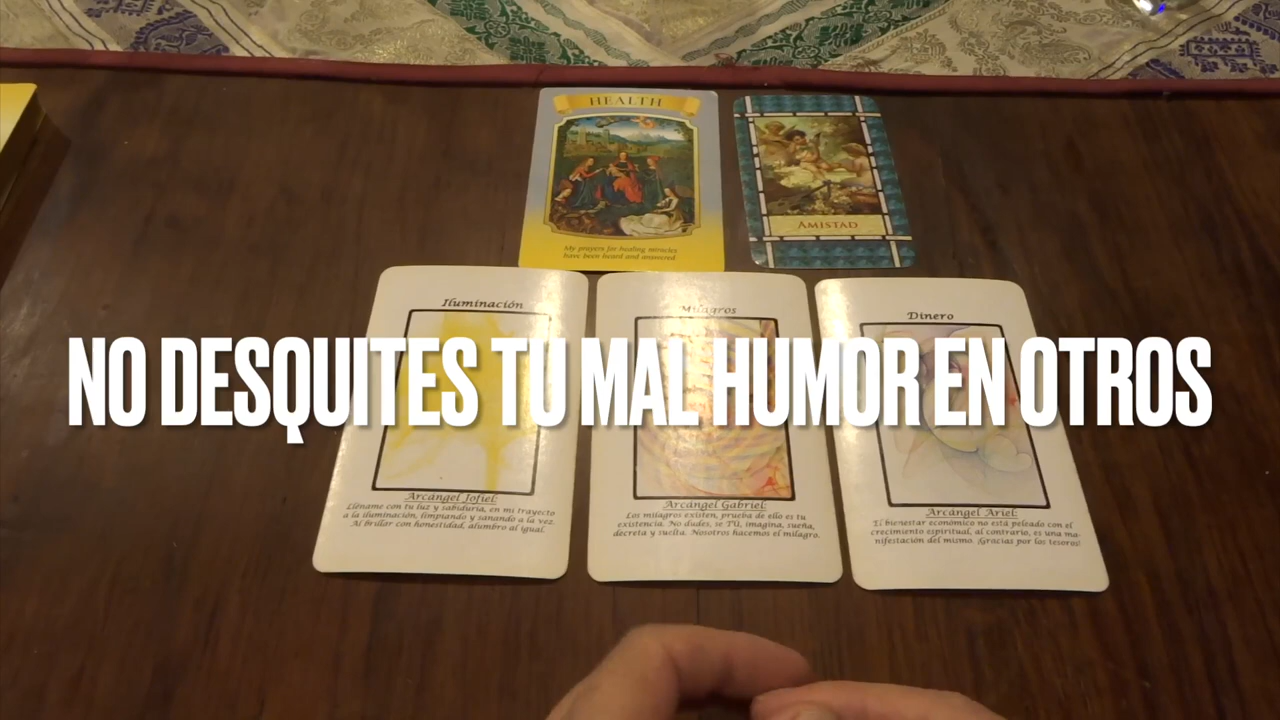 HEALTH
My prayers for healing miracles
have been heard and answered
AMISTAD
Iluminación
Milagros
Dinero
NO DESQUITES TU MAL HUMOR EN OTROS
Arcángel Jofiel:
Lléname con tu luz y sabiduría, en mi trayecto
a la iluminación, limpiando y sanando a la vez.
Al brillar con honestidad, alumbro al igual.
Arcángel Gabriel:
Los milagros existen, prueba de ello es tu
existencia. No dudes, se TÚ, imagina, sueña,
decreta y suelta. Nosotros hacemos el milagro.
Arcángel Ariel:
El bienestar económico no está peleado con el
crecimiento espiritual, al contrario, es una ma-
nifestación del mismo. ¡Gracias por los tesoros!